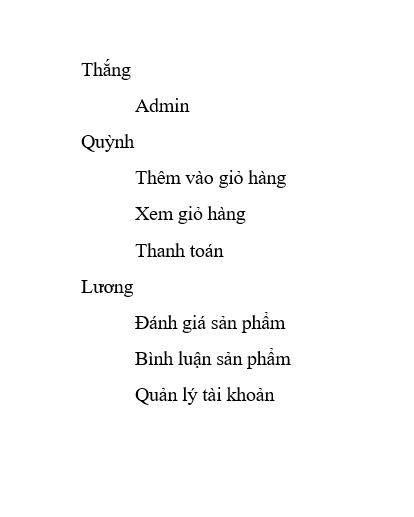 Thắng
Admin
Quỳnh
Thêm vào giỏ hàng
Xem giỏ hàng
Thanh toán
Lương
Đánh giá sản phẩm
Bình luận sản phẩm
Quản lý tài khoản